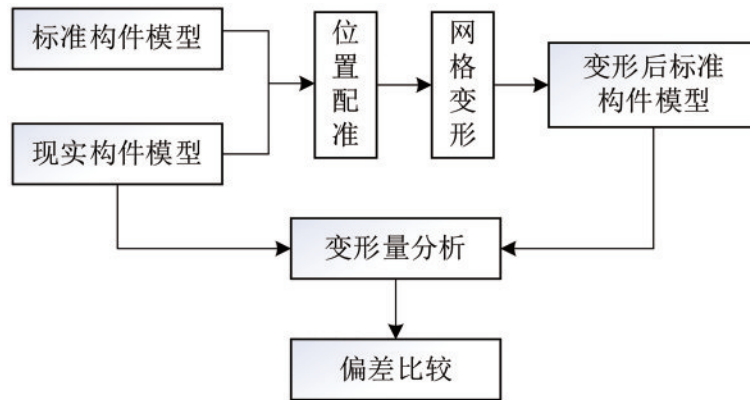 标准构件模型
现实构件模型
位置配准
网格变形
变形后标准
构件模型
变形量分析
偏差比较